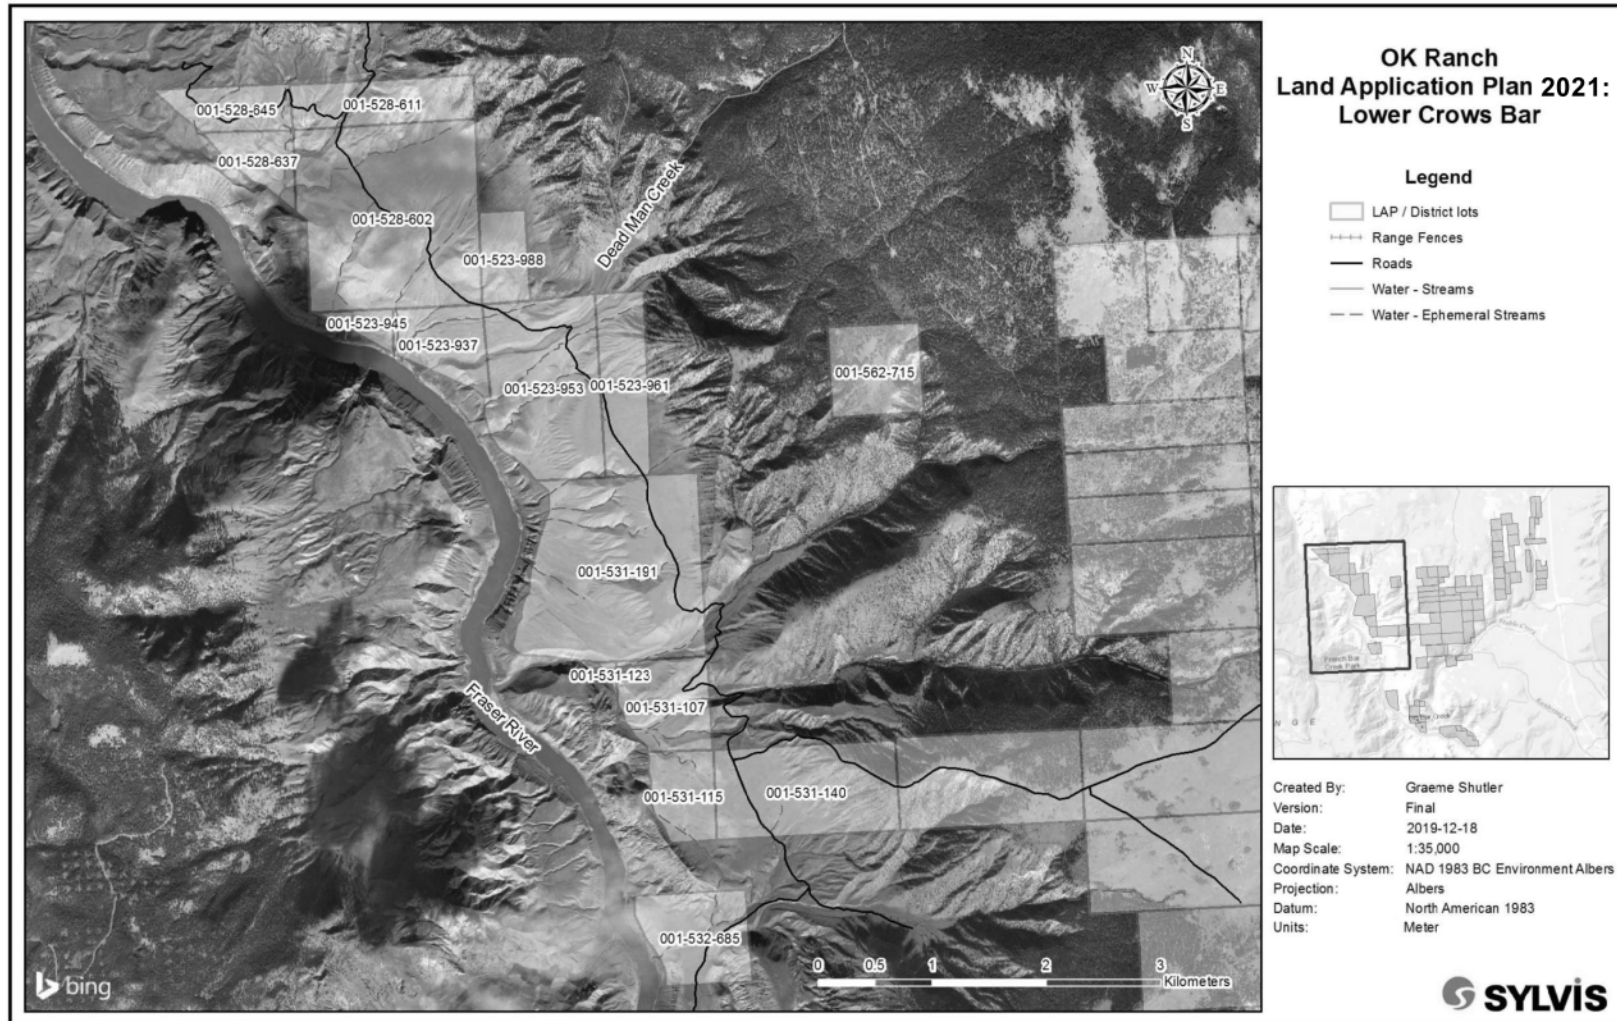 OK Ranch
Land Application Plan 2021:
Lower Crows Bar
N
W E
S
Legend
LAP / District lots
Range Fences
Roads
Water - Streams
Water - Ephemeral Streams
001-528-645
001-528-611
001-528-637
001-528-602
001-523-988
Dead Man Creek
001-523-945
001-523-937
001-523-953
001-523-961
001-562-715
001-531-191
001-531-123
001-531-107
Fraser River
001-531-115
001-531-140
001-532-685
0 0.5 1 2 3
Kilometers
bing
French Bar
Creek Park
N G E
Created By: Graeme Shutler
Version: Final
Date: 2019-12-18
Map Scale: 1:35,000
Coordinate System: NAD 1983 BC Environment Albers
Projection: Albers
Datum: North American 1983
Units: Meter
SYLVIS